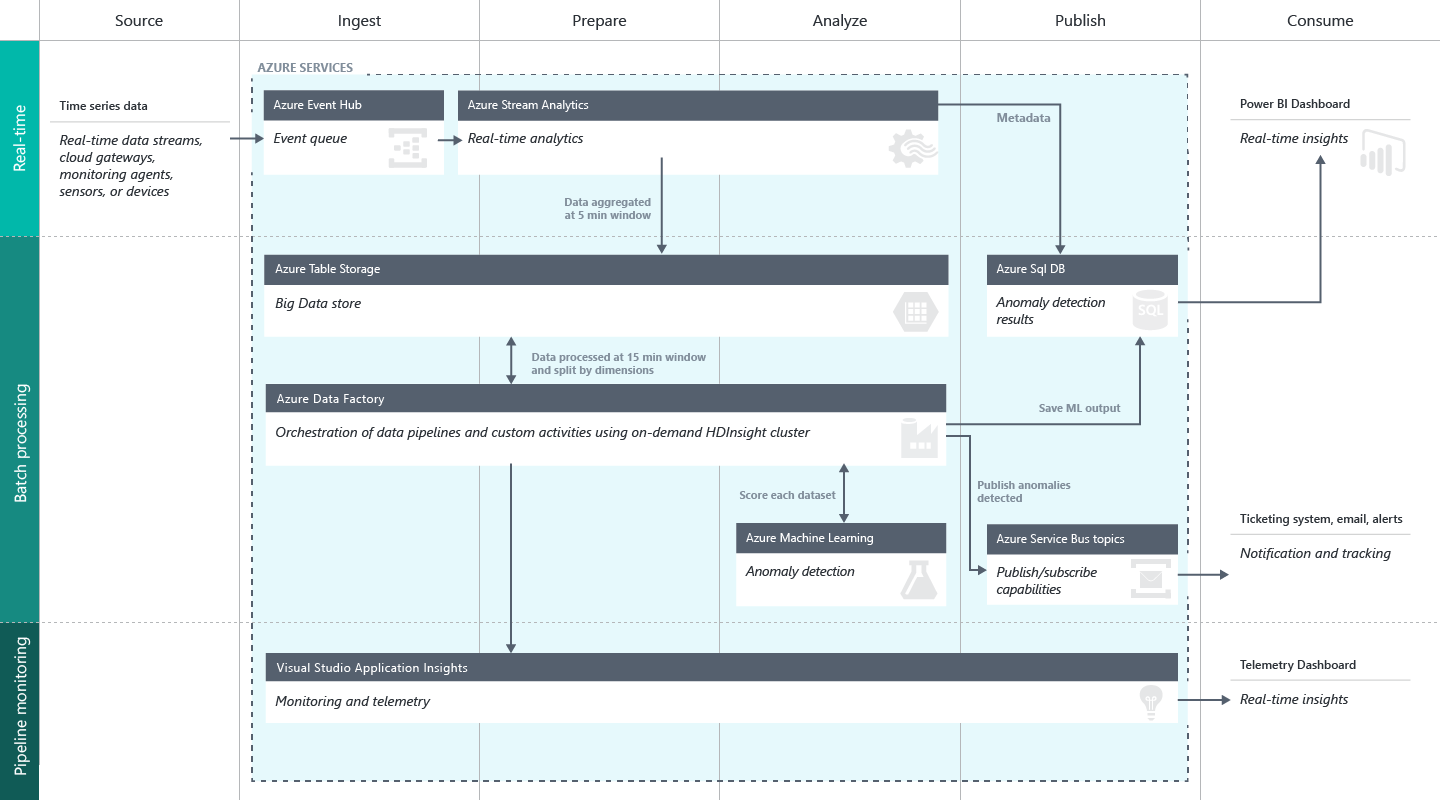 Source
Ingest
Prepare
Analyze
Publish
Consume
Real-time
Batch processing
Pipeline monitoring
AZURE SERVICES
Time series data
Real-time data streams,
cloud gateways,
monitoring agents,
sensors, or devices
Azure Event Hub
Event queue
Azure Stream Analytics
Real-time analytics
Metadata
Power BI Dashboard
Real-time insights
Data aggregated
at 5 min window
Azure Table Storage
Big Data store
Azure Sql DB
Anomaly detection
results
SQL
Data processed at 15 min window
and split by dimensions
Azure Data Factory
Orchestration of data pipelines and custom activities using on-demand HDInsight cluster
Save ML output
Score each dataset
Publish anomalies
detected
Azure Machine Learning
Anomaly detection
Azure Service Bus topics
Publish/subscribe
capabilities
Ticketing system, email, alerts
Notification and tracking
Visual Studio Application Insights
Monitoring and telemetry
Telemetry Dashboard
Real-time insights